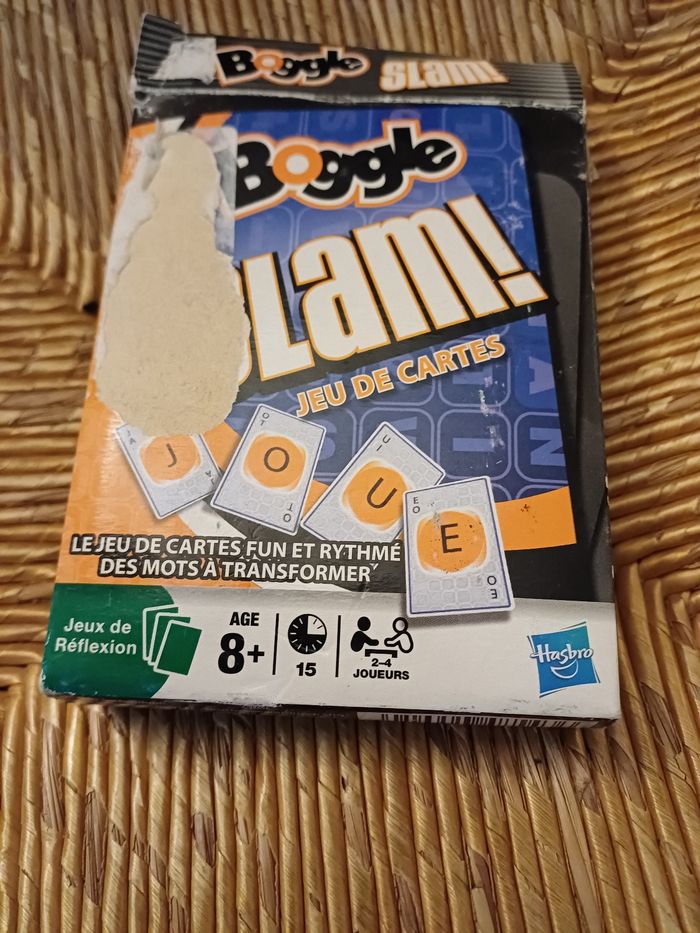 Boggle SLam!
Boggle
SLam!
JEU DE CARTES
J O U E
LE JEU DE CARTES FUN ET RYTHMÉ
DES MOTS À TRANSFORMER
Jeux de
Réflexion
AGE
8+
15
2-4
JOUEURS
Hasbro